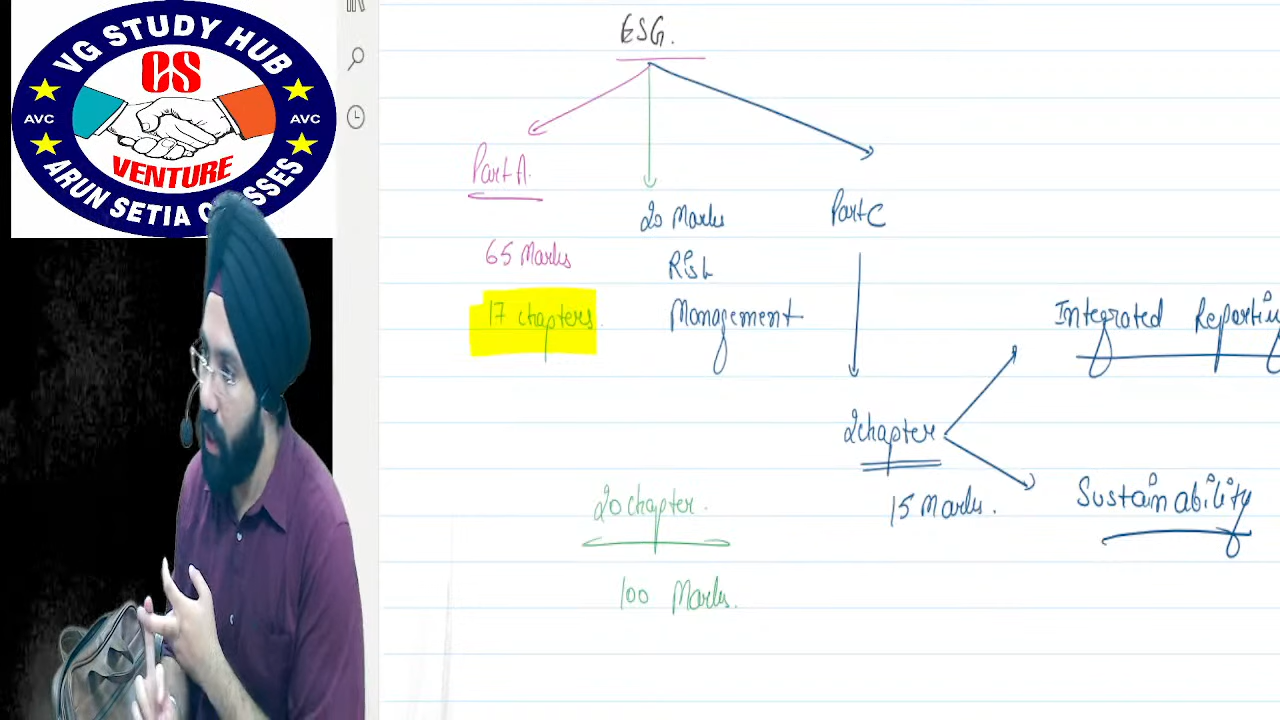 VG STUDY HUB
CS
AVC
AVC
VENTURE
ARUN SETIA C
SSES
ESG.
Part A.
65 Marks
17 chapters.
20 Marks
Risk
Management
Part C
2 chapter
15 Marks.
Integrated Reportin
Sustainability
20 chapter.
100 Marks.